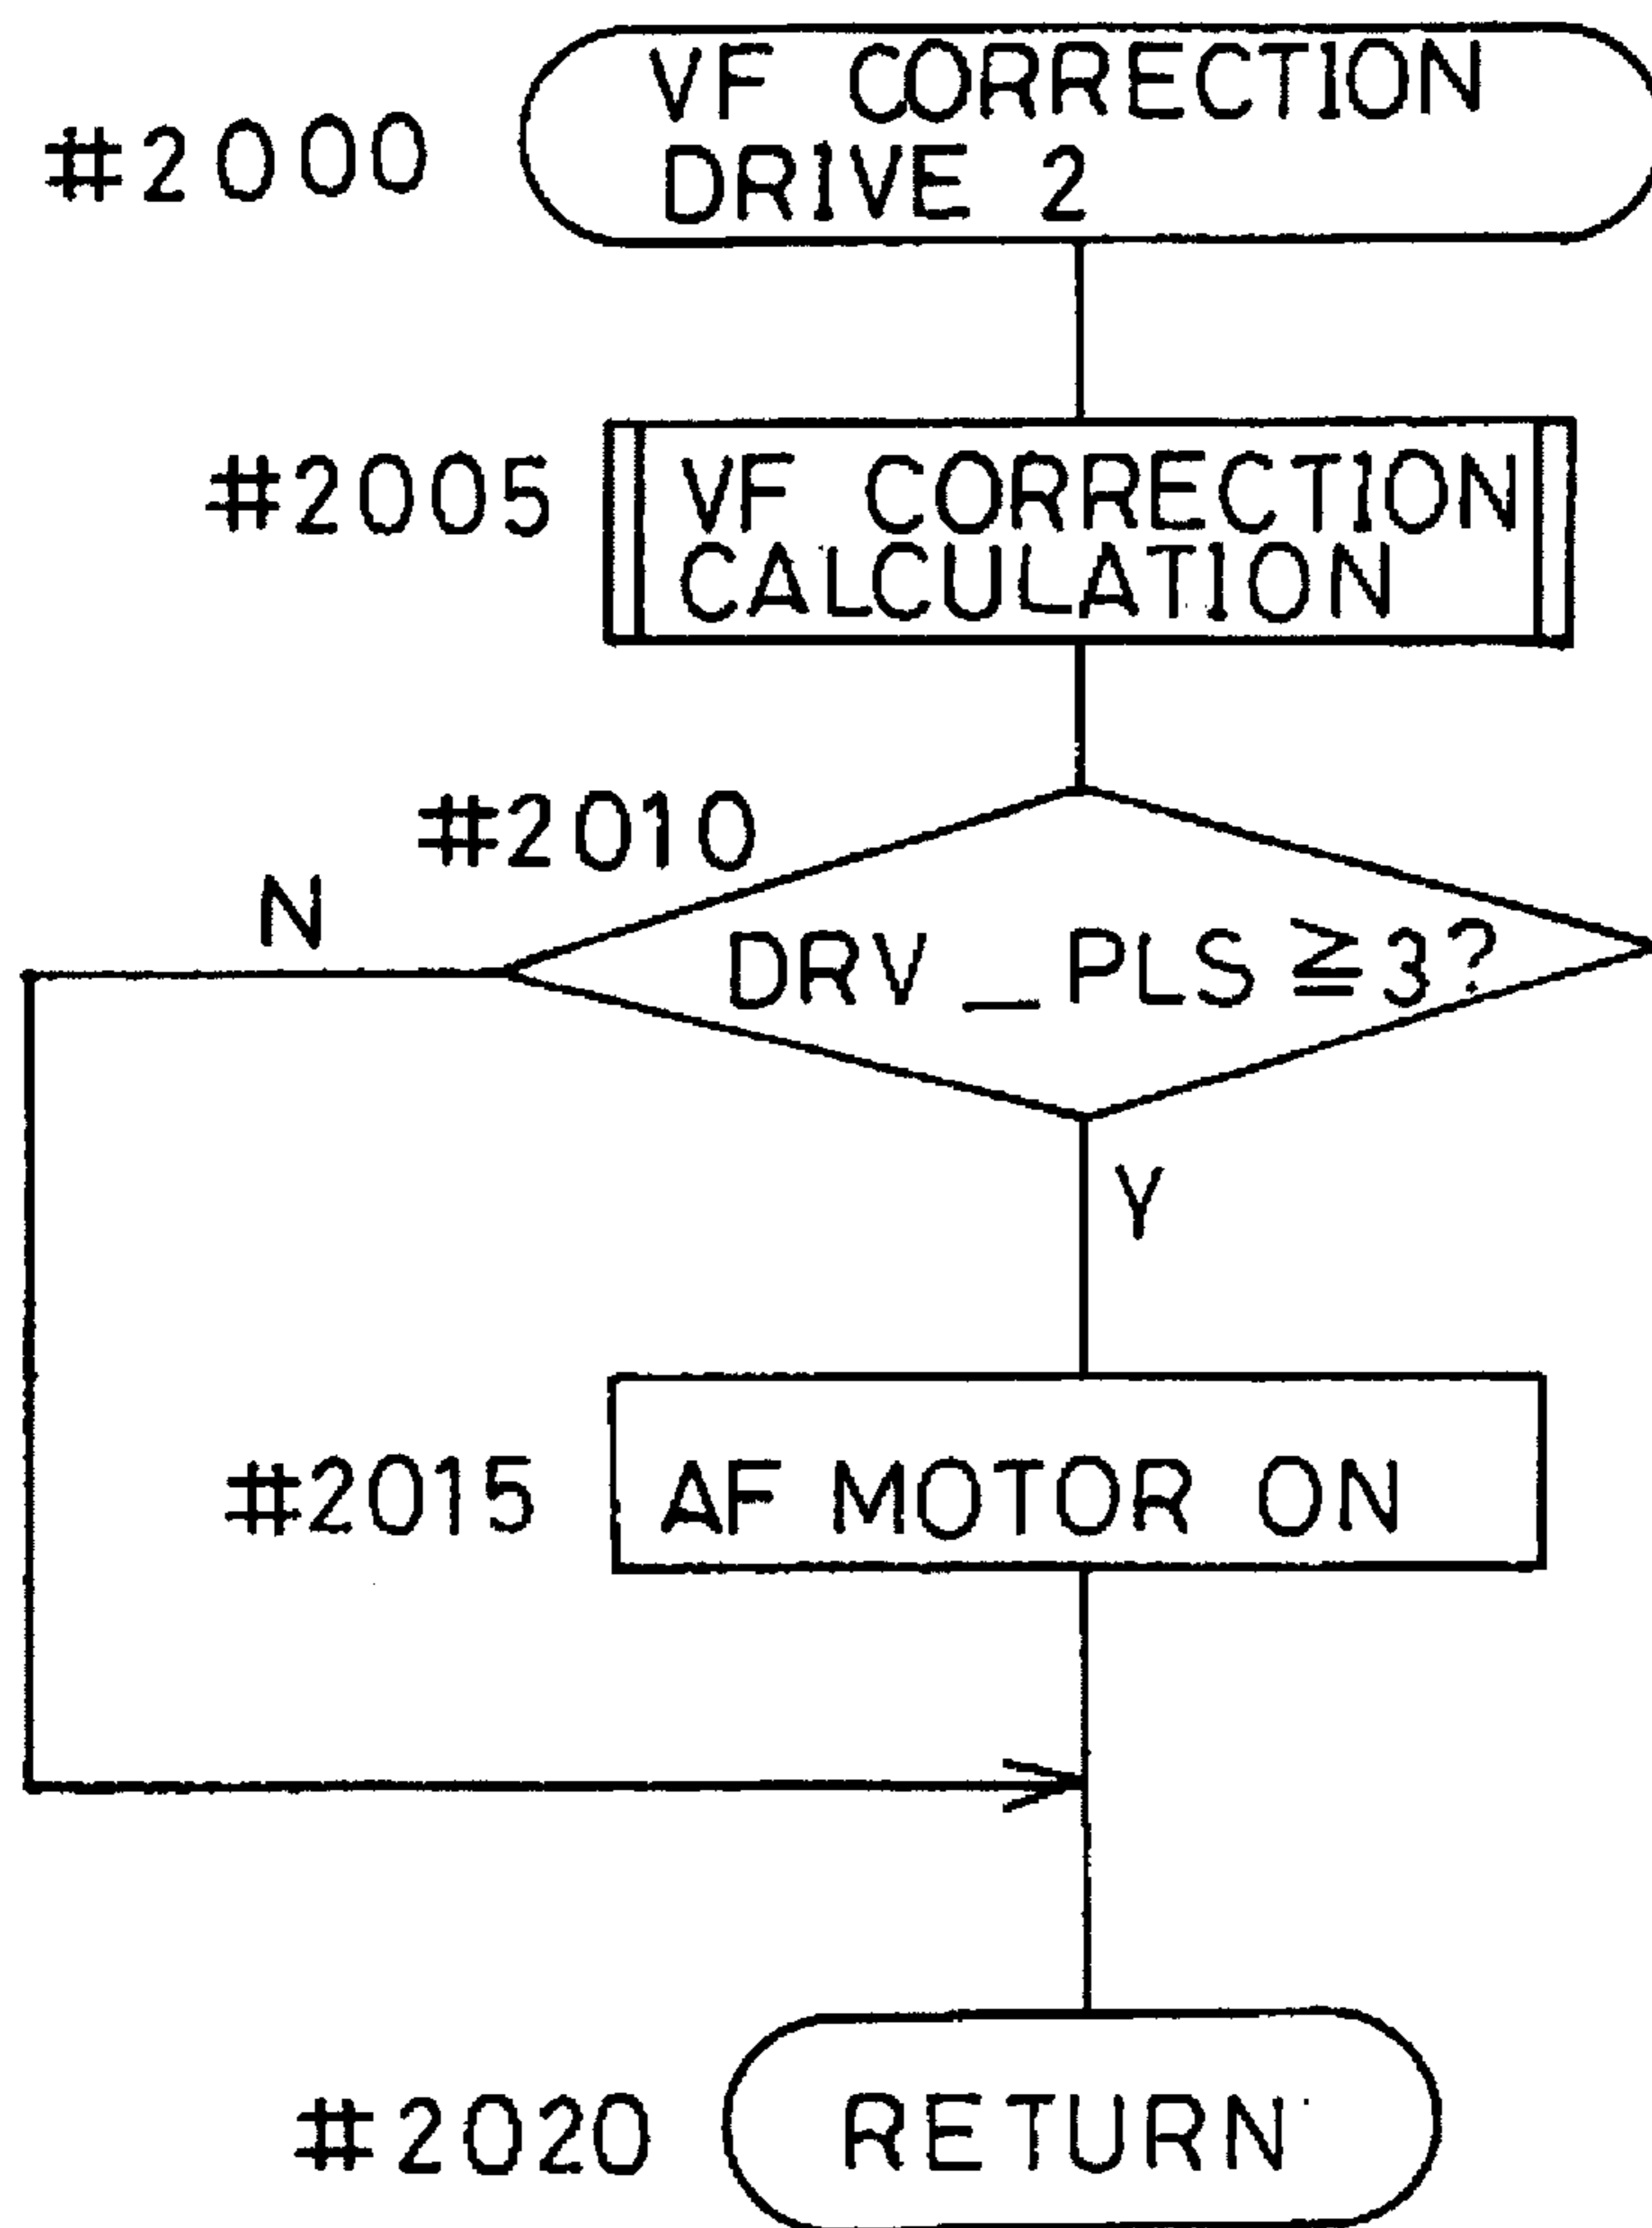 #2000
VF CORRECTION
DRIVE 2
#2005
VF CORRECTION
CALCULATION
#2010
N
DRV_PLS≧3?
Y
#2015
AF MOTOR ON
#2020
RETURN